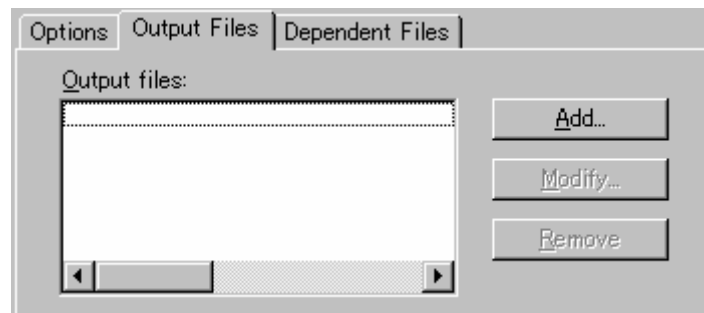 Options Output Files Dependent Files
Output files:
Add...
Modify...
Remove